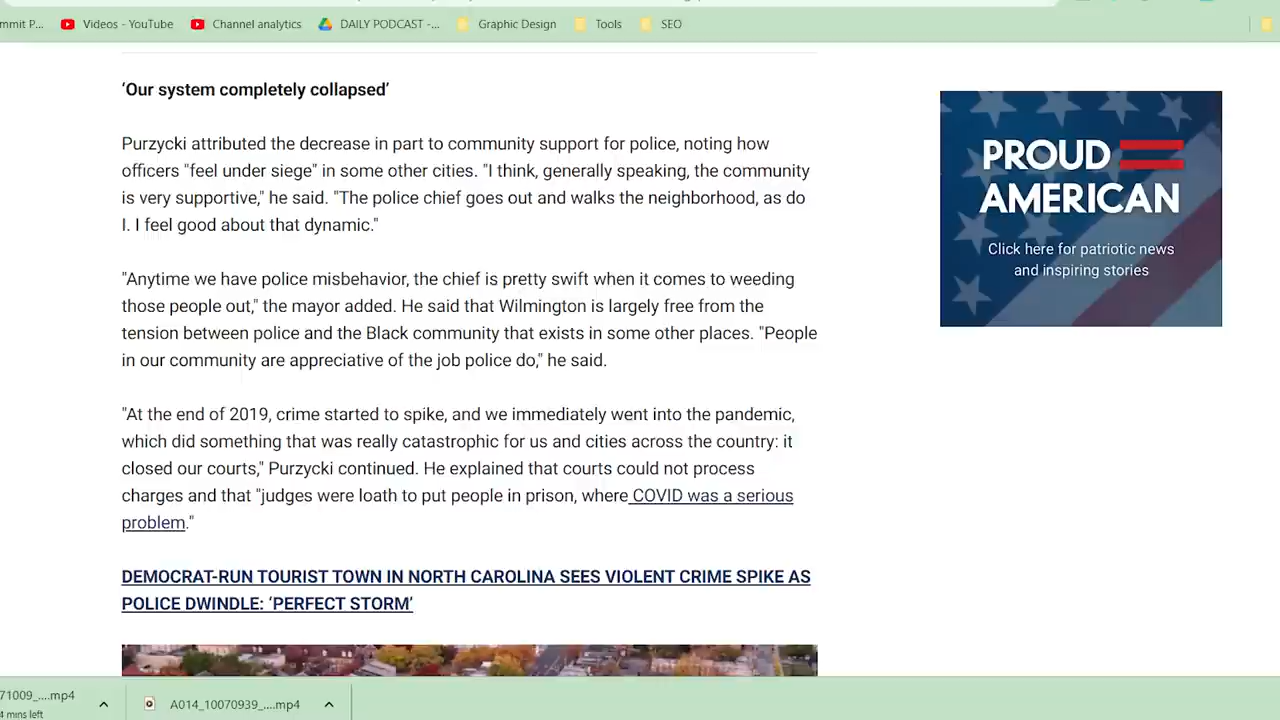 mmit P...
Videos - YouTube
Channel analytics
DAILY PODCAST -...
Graphic Design
Tools
SEO
‘Our system completely collapsed’
Purzycki attributed the decrease in part to community support for police, noting how
officers "feel under siege" in some other cities. "I think, generally speaking, the community
is very supportive," he said. "The police chief goes out and walks the neighborhood, as do
I. I feel good about that dynamic."
"Anytime we have police misbehavior, the chief is pretty swift when it comes to weeding
those people out," the mayor added. He said that Wilmington is largely free from the
tension between police and the Black community that exists in some other places. "People
in our community are appreciative of the job police do," he said.
"At the end of 2019, crime started to spike, and we immediately went into the pandemic,
which did something that was really catastrophic for us and cities across the country: it
closed our courts," Purzycki continued. He explained that courts could not process
charges and that "judges were loath to put people in prison, where COVID was a serious
problem."
DEMOCRAT-RUN TOURIST TOWN IN NORTH CAROLINA SEES VIOLENT CRIME SPIKE AS
POLICE DWINDLE: ‘PERFECT STORM’
PROUD
AMERICAN
Click here for patriotic news
and inspiring stories
71009_....mp4
4 mins left
A014_10070939_....mp4